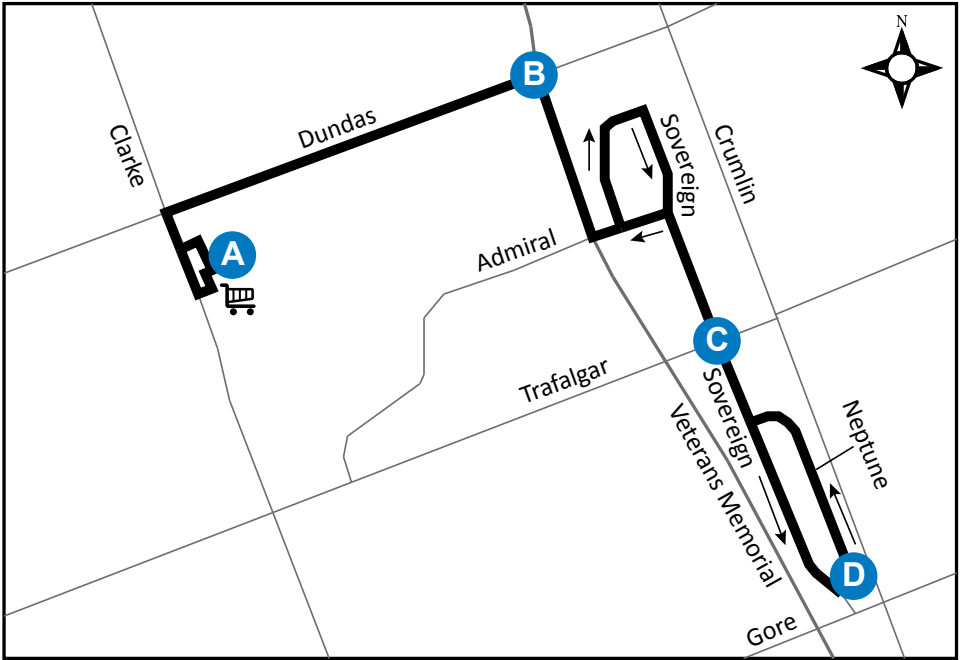 N
B
Dundas
Clarke
Sovereign
Crumlin
A
Admiral
C
Trafalgar
Sovereign
Neptune
Veterans Memorial
D
Gore